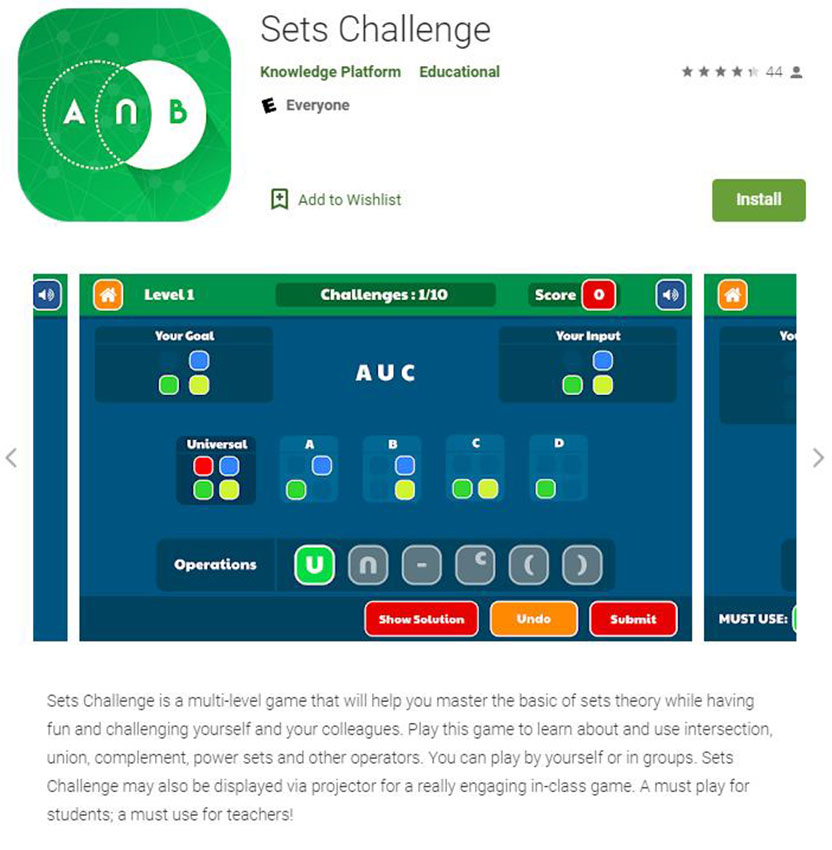 A ∩ B
Sets Challenge
Knowledge Platform Educational
44
E Everyone
Add to Wishlist
Install
Level 1
Challenges : 1/10
Score 0
Your Goal
A U C
Your Input
You
Universal A B C D
Operations U ∩ - C ( )
Show Solution Undo Submit
MUST USE:
Sets Challenge is a multi-level game that will help you master the basic of sets theory while having
fun and challenging yourself and your colleagues. Play this game to learn about and use intersection,
union, complement, power sets and other operators. You can play by yourself or in groups. Sets
Challenge may also be displayed via projector for a really engaging in-class game. A must play for
students; a must use for teachers!